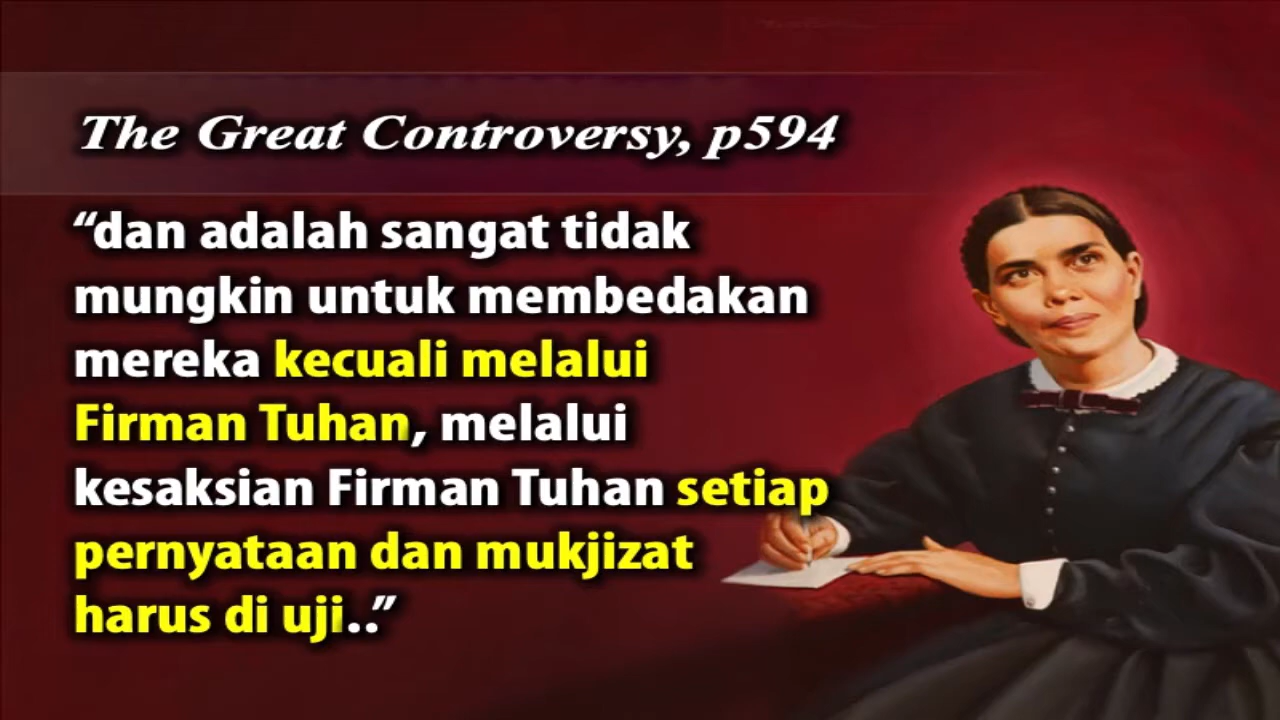 The Great Controversy, p594
“dan adalah sangat tidak
mungkin untuk membedakan
mereka kecuali melalui
Firman Tuhan, melalui
kesaksian Firman Tuhan setiap
pernyataan dan mukjizat
harus di uji..”